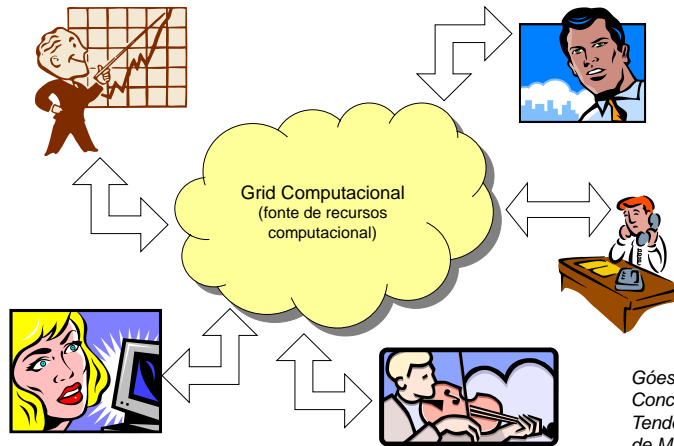 Grid Computacional
(fonte de recursos
computacional)
Góes
Conc
Tend
de M